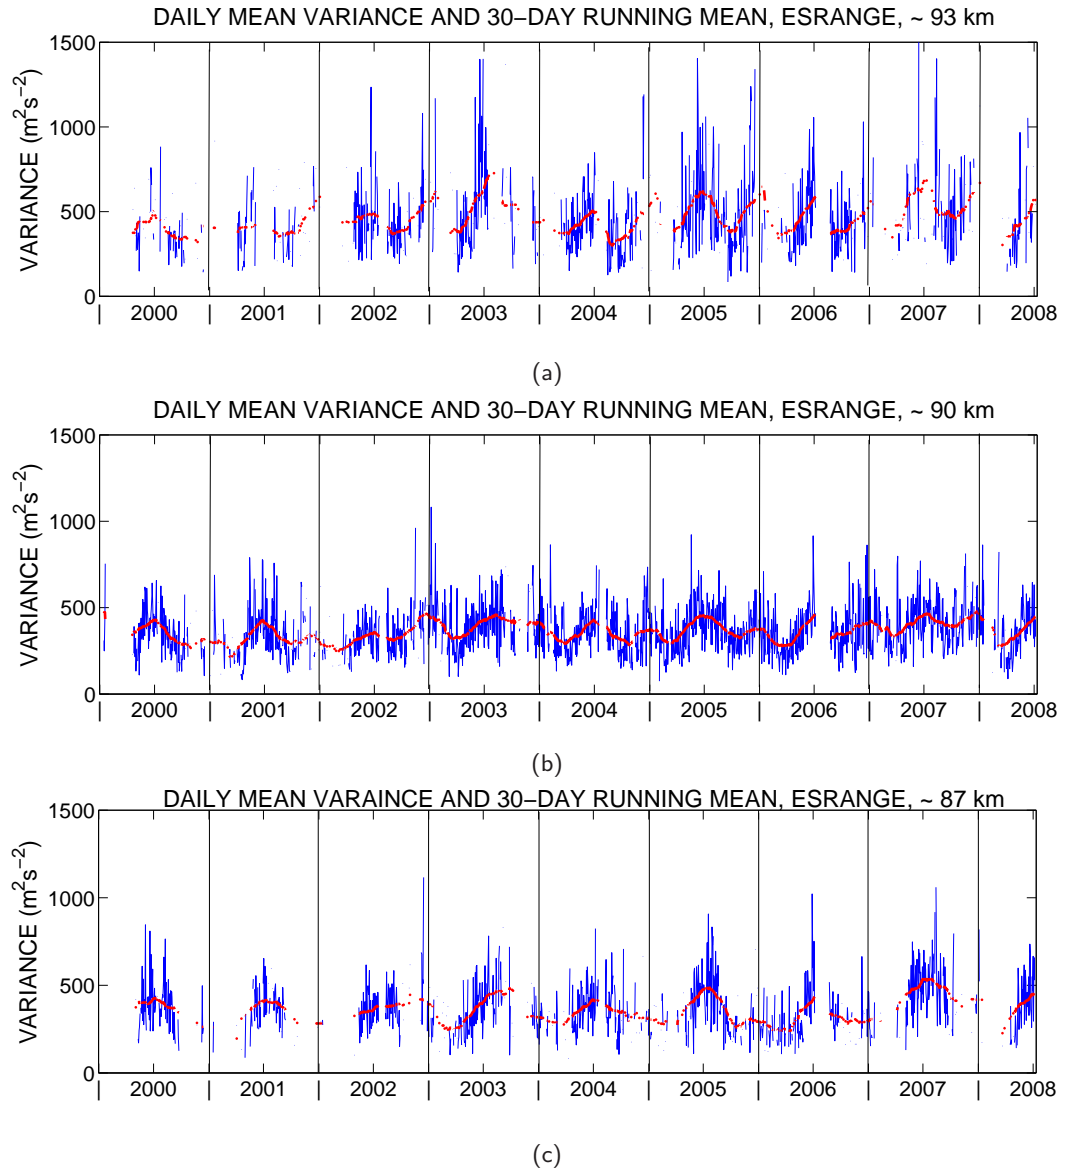 DAILY MEAN VARIANCE AND 30−DAY RUNNING MEAN, ESRANGE, ~ 93 km
1500
1000
500
0
VARIANCE (m²s⁻²)
2000 2001 2002 2003 2004 2005 2006 2007 2008
(a)
DAILY MEAN VARIANCE AND 30−DAY RUNNING MEAN, ESRANGE, ~ 90 km
1500
1000
500
0
VARIANCE (m²s⁻²)
2000 2001 2002 2003 2004 2005 2006 2007 2008
(b)
DAILY MEAN VARAINCE AND 30−DAY RUNNING MEAN, ESRANGE, ~ 87 km
1500
1000
500
0
VARIANCE (m²s⁻²)
2000 2001 2002 2003 2004 2005 2006 2007 2008
(c)